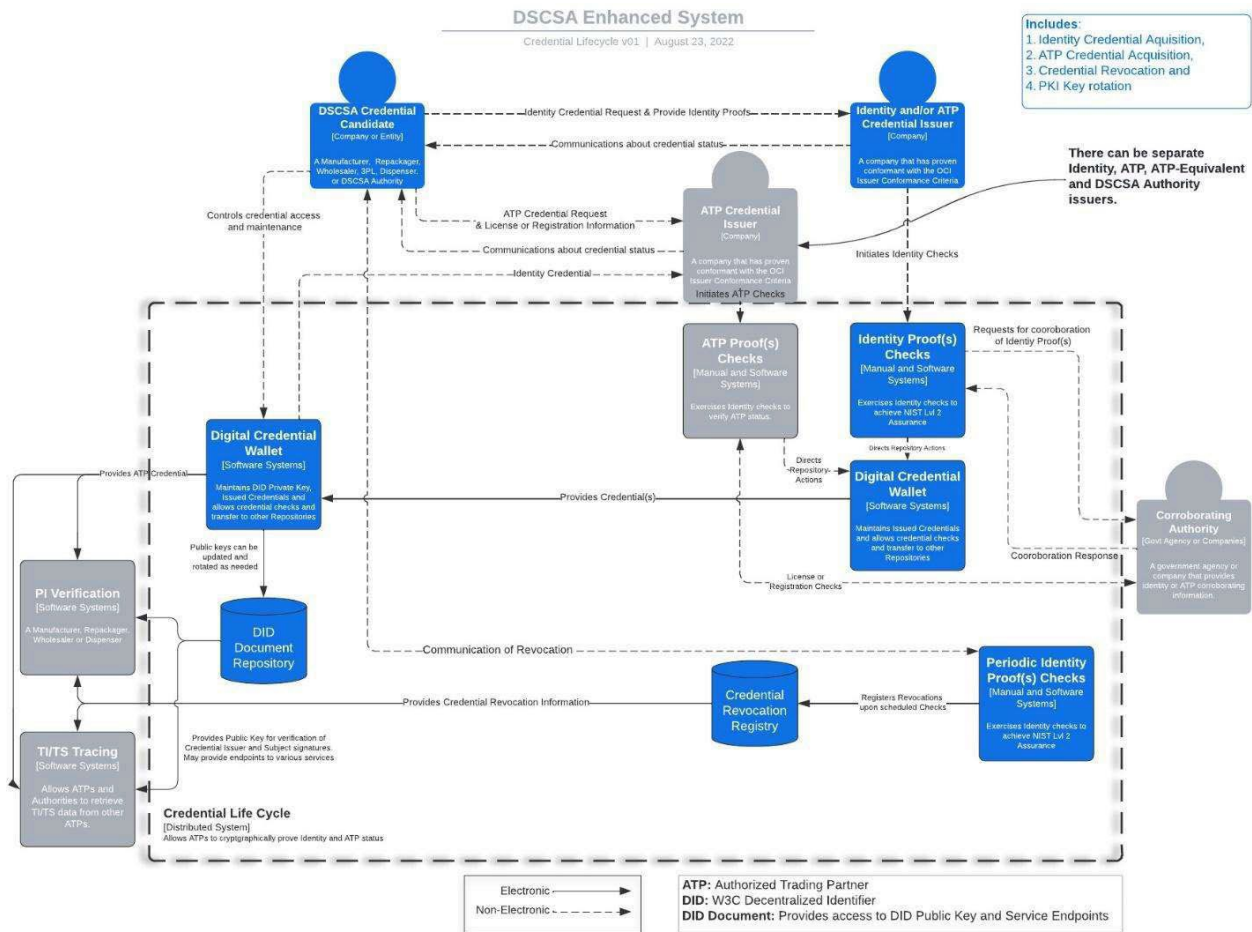 DSCSA Enhanced System
Credential Lifecycle v01 | August 23, 2022
Includes:
1. Identity Credential Aquisition,
2. ATP Credential Acquisition,
3. Credential Revocation and
4. PKI Key rotation
DSCSA Credential
Candidate
[Company or Entity]
A Manufacturer, Repackager,
Wholesaler, 3PL, Dispenser,
or DSCSA Authority
Identity Credential Request & Provide Identity Proofs
Communications about credential status
Identity and/or ATP
Credential Issuer
[Company]
A company that has proven
conformant with the OCI
Issuer Conformance Criteria
There can be separate
Identity, ATP, ATP-Equivalent
and DSCSA Authority
issuers.
Controls credential access
and maintenance
ATP Credential Request
& License or Registration Information
Communications about credential status
Identity Credential
ATP Credential
Issuer
[Company]
A company that has proven
conformant with the OCI
Issuer Conformance Criteria
Initiates ATP Checks
Initiates Identity Checks
ATP Proof(s)
Checks
[Manual and Software
Systems]
Exercises Identity checks to
verify ATP status.
Identity Proof(s)
Checks
[Manual and Software
Systems]
Exercises Identity checks to
achieve NIST Lvl 2
Assurance
Requests for cooroboration
of Identiy Proof(s)
Directs Repository Actions
Directs
Repository
Actions
Digital Credential
Wallet
[Software Systems]
Maintains DID Private Key,
Issued Credentials and
allows credential checks and
transfer to other Repositories
Provides ATP Credential
Provides Credential(s)
Digital Credential
Wallet
[Software Systems]
Maintains Issued Credentials
and allows credential checks
and transfer to other
Repositories
Corroborating
Authority
[Govt Agency or Companies]
A government agency or
company that provides
identity or ATP corroborating
information.
Cooroboration Response
License or
Registration Checks
Public keys can be
updated and
rotated as needed
PI Verification
[Software Systems]
A Manufacturer, Repackager,
Wholesaler or Dispenser
DID
Document
Repository
Communication of Revocation
Periodic Identity
Proof(s) Checks
[Manual and Software
Systems]
Exercises Identity checks to
achieve NIST Lvl 2
Assurance
Registers Revocations
upon scheduled Checks
Credential
Revocation
Registry
Provides Credential Revocation Information
TI/TS Tracing
[Software Systems]
Allows ATPs and
Authorities to retrieve
TI/TS data from other
ATPs.
Provides Public Key for verification of
Credential Issuer and Subject signatures.
May provide endpoints to various services
Credential Life Cycle
[Distributed System]
Allows ATPs to cryptgraphically prove Identity and ATP status
Electronic
Non-Electronic
ATP: Authorized Trading Partner
DID: W3C Decentralized Identifier
DID Document: Provides access to DID Public Key and Service Endpoints